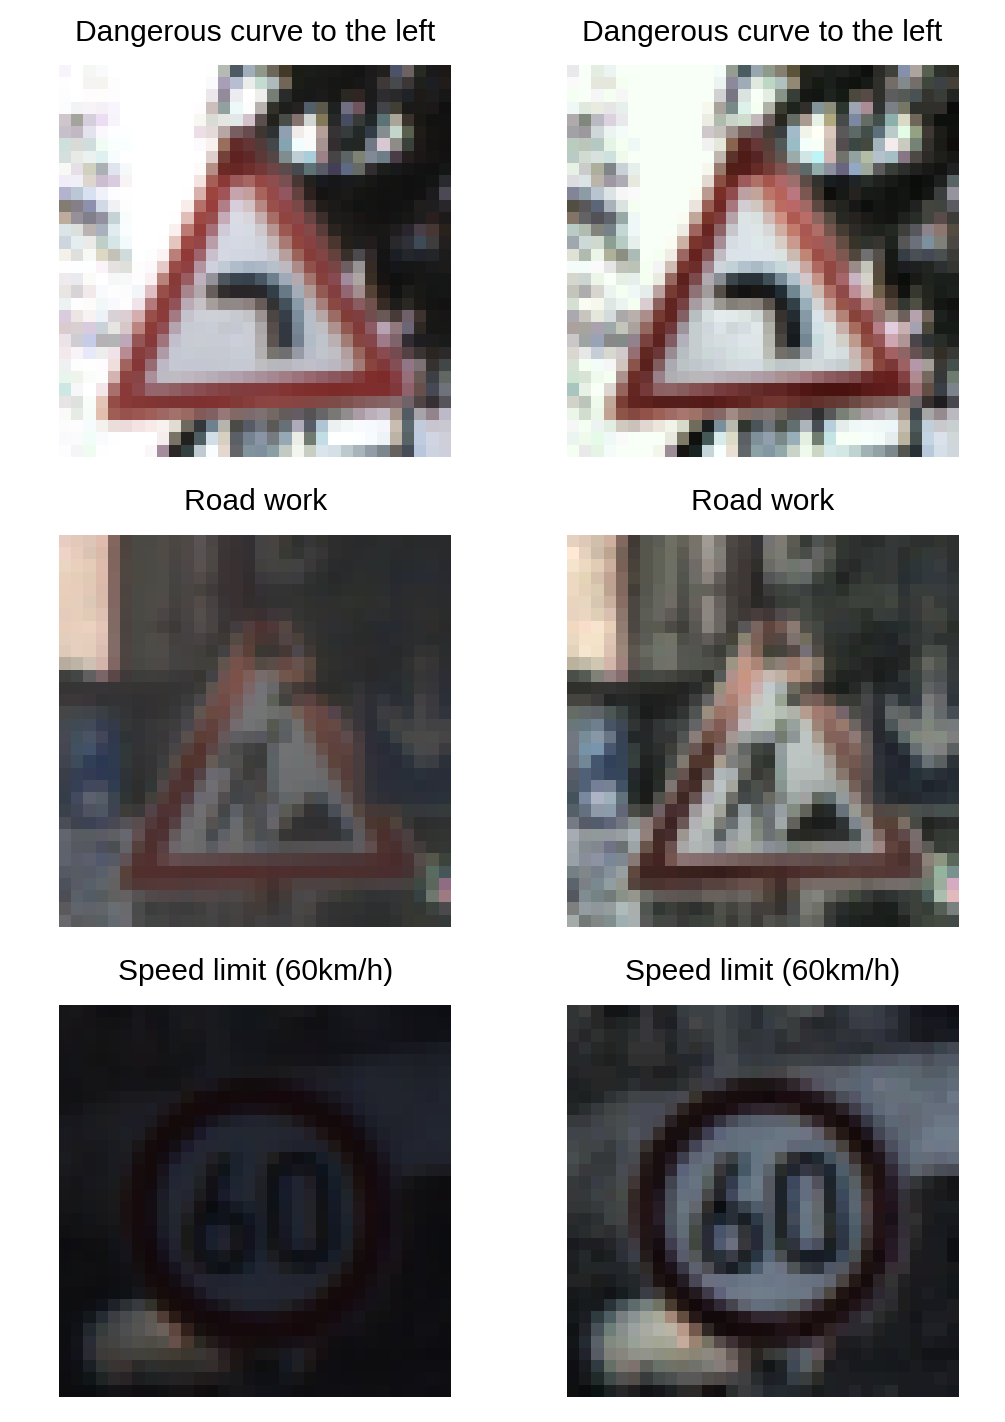 Dangerous curve to the left Dangerous curve to the left
Road work Road work
Speed limit (60km/h) Speed limit (60km/h)
60 60